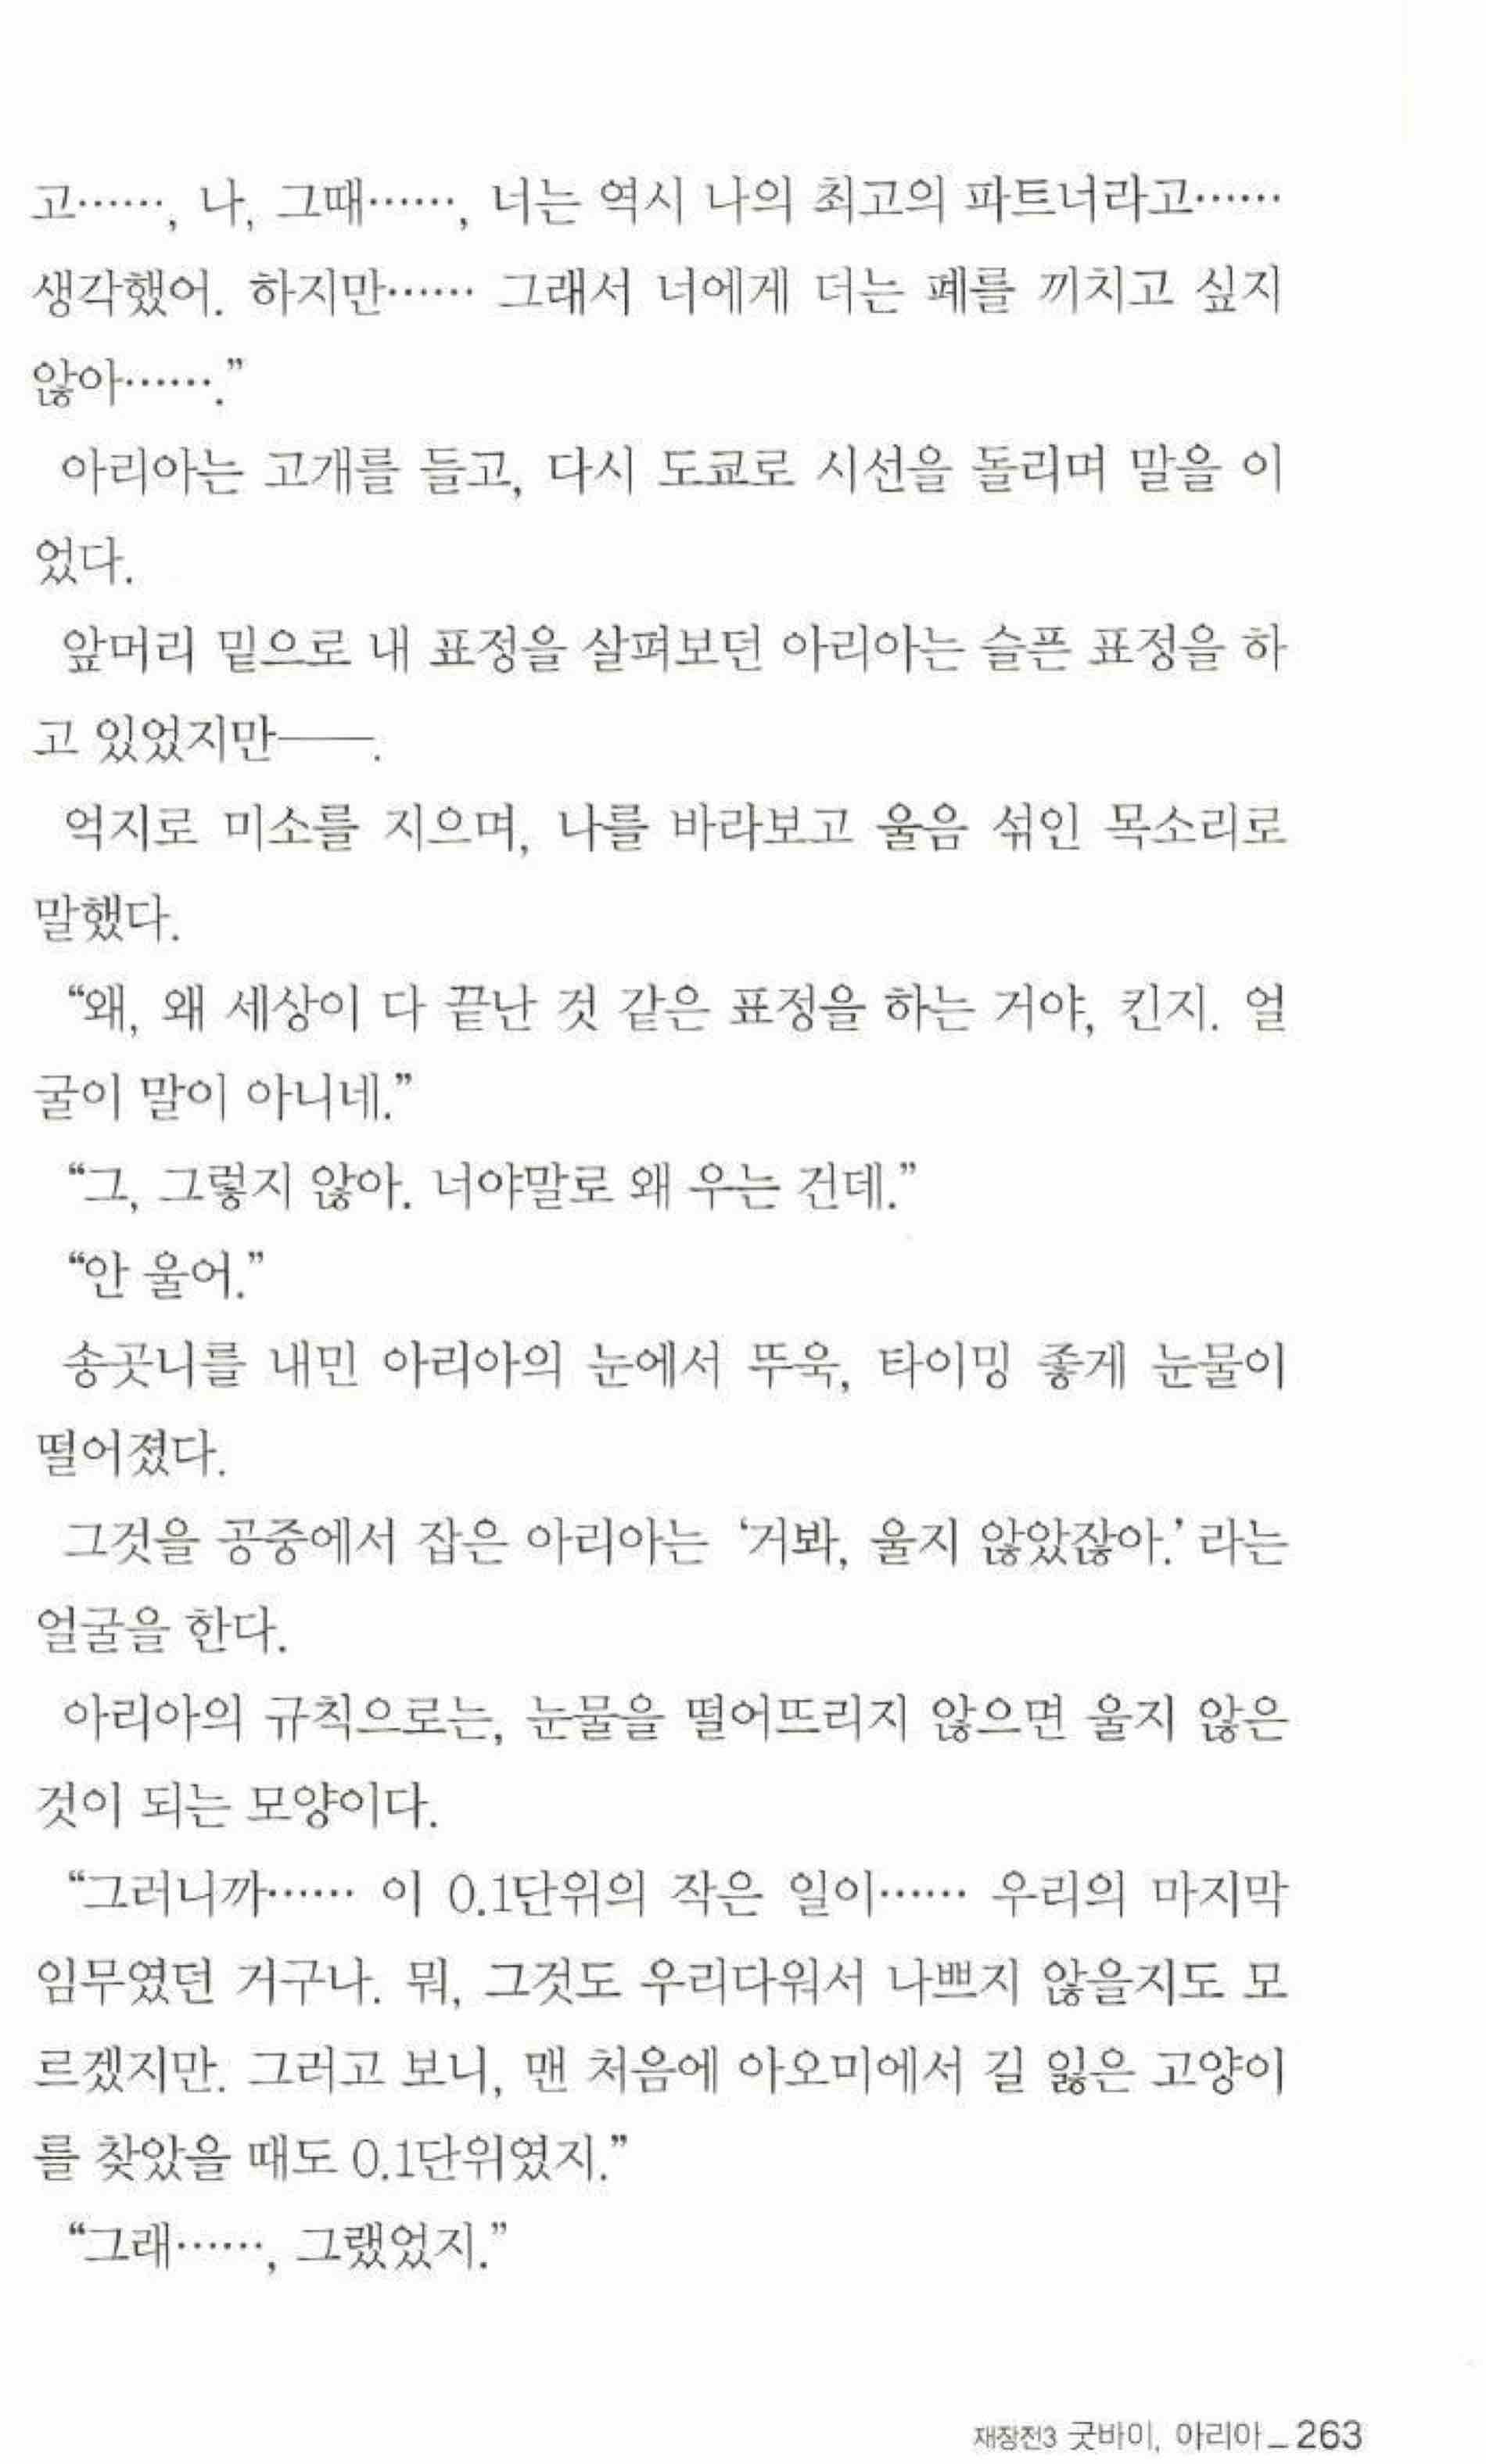 고……, 나, 그때……, 너는 역시 나의 최고의 파트너라고……
생각했어. 하지만…… 그래서 너에게 더는 폐를 끼치고 싶지
않아…….”
아리아는 고개를 들고, 다시 도쿄로 시선을 돌리며 말을 이
었다.
앞머리 밑으로 내 표정을 살펴보던 아리아는 슬픈 표정을 하
고 있었지만――.
억지로 미소를 지으며, 나를 바라보고 울음 섞인 목소리로
말했다.
“왜, 왜 세상이 다 끝난 것 같은 표정을 하는 거야, 킨지. 얼
굴이 말이 아니네.”
“그, 그렇지 않아. 너야말로 왜 우는 건데.”
“안 울어.”
송곳니를 내민 아리아의 눈에서 뚜욱, 타이밍 좋게 눈물이
떨어졌다.
그것을 공중에서 잡은 아리아는 ‘거봐, 울지 않았잖아.’ 라는
얼굴을 한다.
아리아의 규칙으로는, 눈물을 떨어뜨리지 않으면 울지 않은
것이 되는 모양이다.
“그러니까…… 이 0.1단위의 작은 일이…… 우리의 마지막
임무였던 거구나. 뭐, 그것도 우리다워서 나쁘지 않을지도 모
르겠지만. 그러고 보니, 맨 처음에 아오미에서 길 잃은 고양이
를 찾았을 때도 0.1단위였지.”
“그래……, 그랬었지.”
재장전3 굿바이, 아리아_263